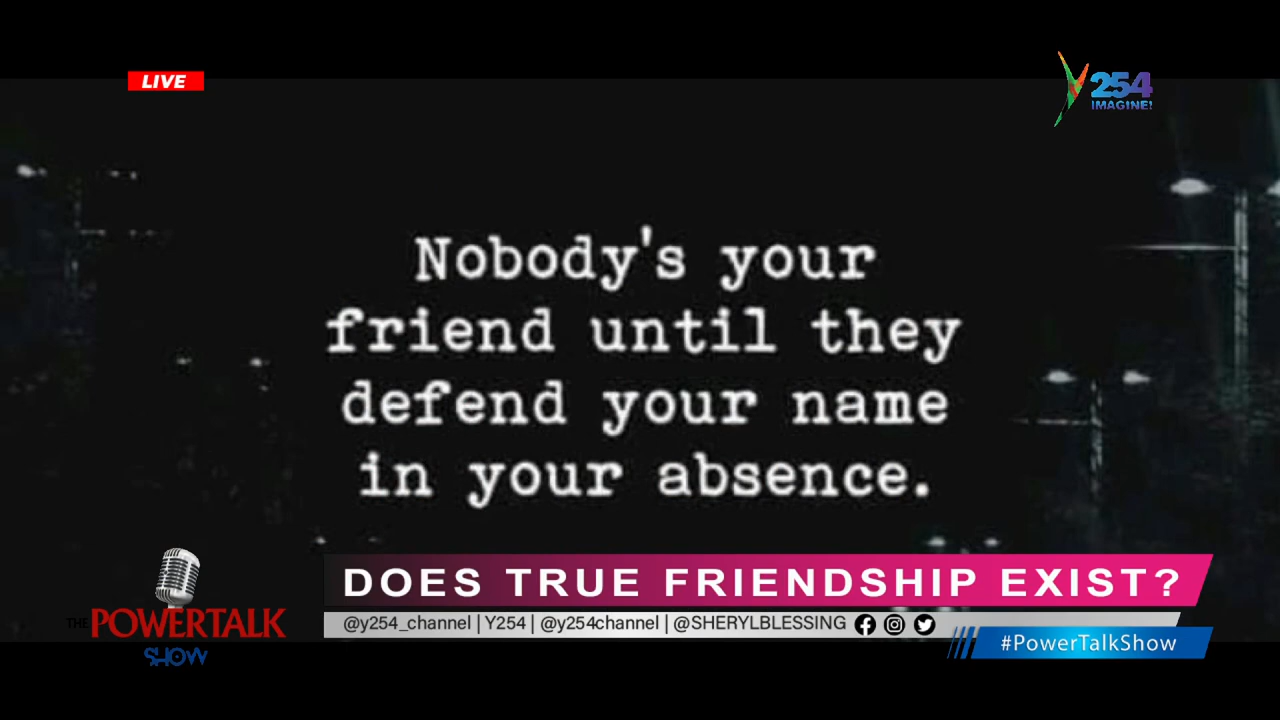 LIVE
254
IMAGINE!
Nobody's your
friend until they
defend your name
in your absence.
DOES TRUE FRIENDSHIP EXIST?
@y254_channel | Y254 | @y254channel | @SHERYLBLESSING
THE POWERTALK
SHOW
#PowerTalkShow